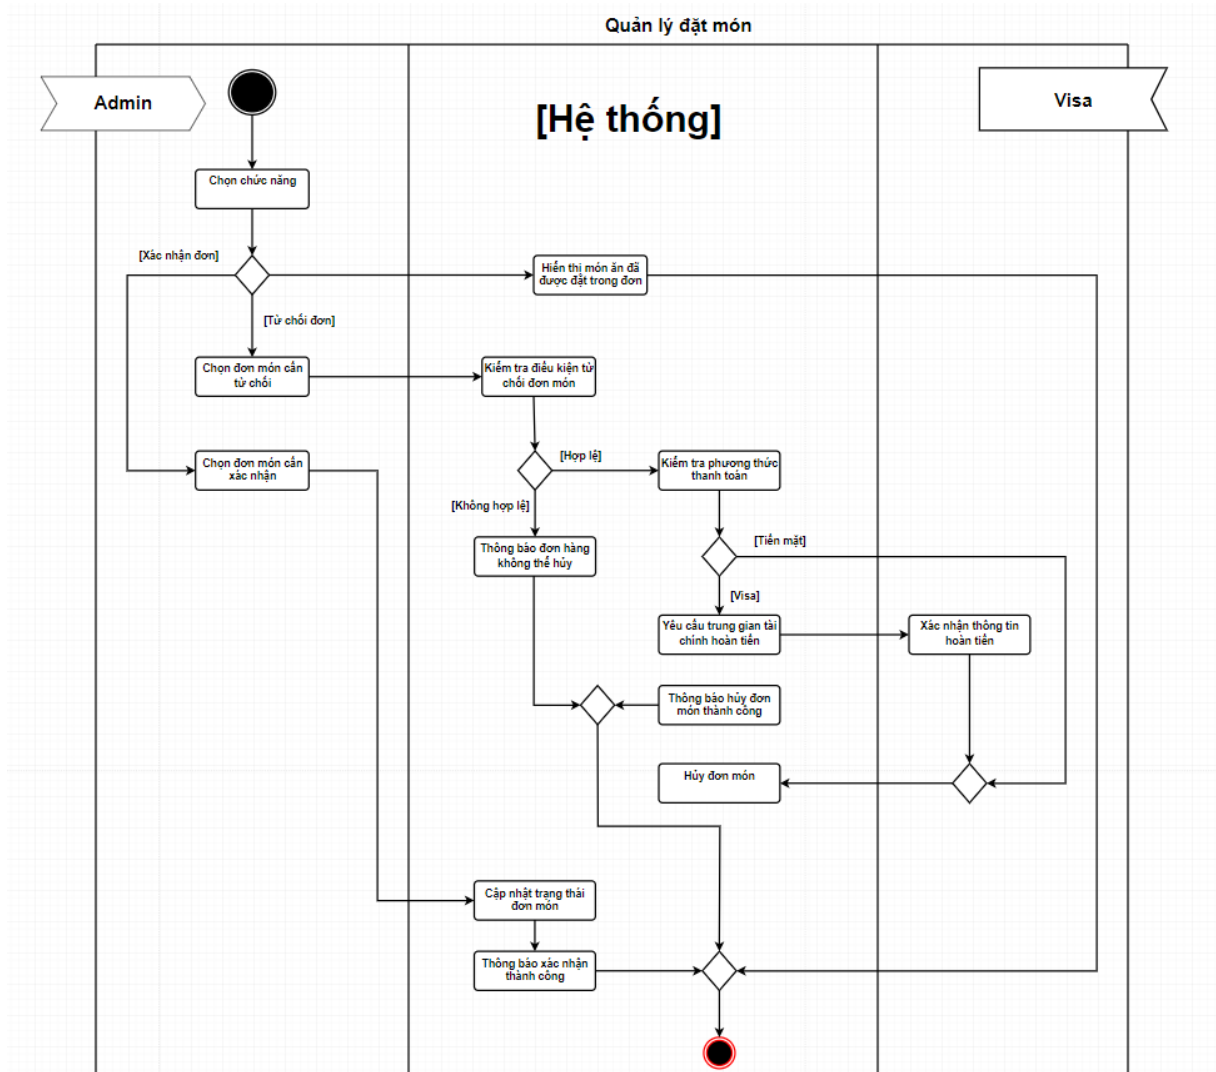 Quản lý đặt món
Admin
[Hệ thống]
Visa
Chọn chức năng
[Xác nhận đơn]
Hiển thị món ăn đã
được đặt trong đơn
[Từ chối đơn]
Chọn đơn món cần
từ chối
Kiểm tra điều kiện từ
chối đơn món
Chọn đơn món cần
xác nhận
[Hợp lệ]
Kiểm tra phương thức
thanh toán
[Không hợp lệ]
Thông báo đơn hàng
không thể hủy
[Tiền mặt]
[Visa]
Yêu cầu trung gian tài
chính hoàn tiền
Xác nhận thông tin
hoàn tiền
Thông báo hủy đơn
món thành công
Hủy đơn món
Cập nhật trạng thái
đơn món
Thông báo xác nhận
thành công